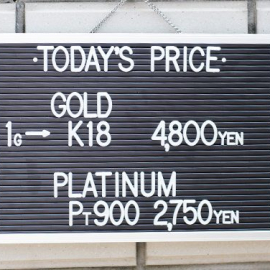 ·TODAY'S PRICE·
GOLD
1G→ K18 4,800YEN
PLATINUM
PT900 2,750YEN